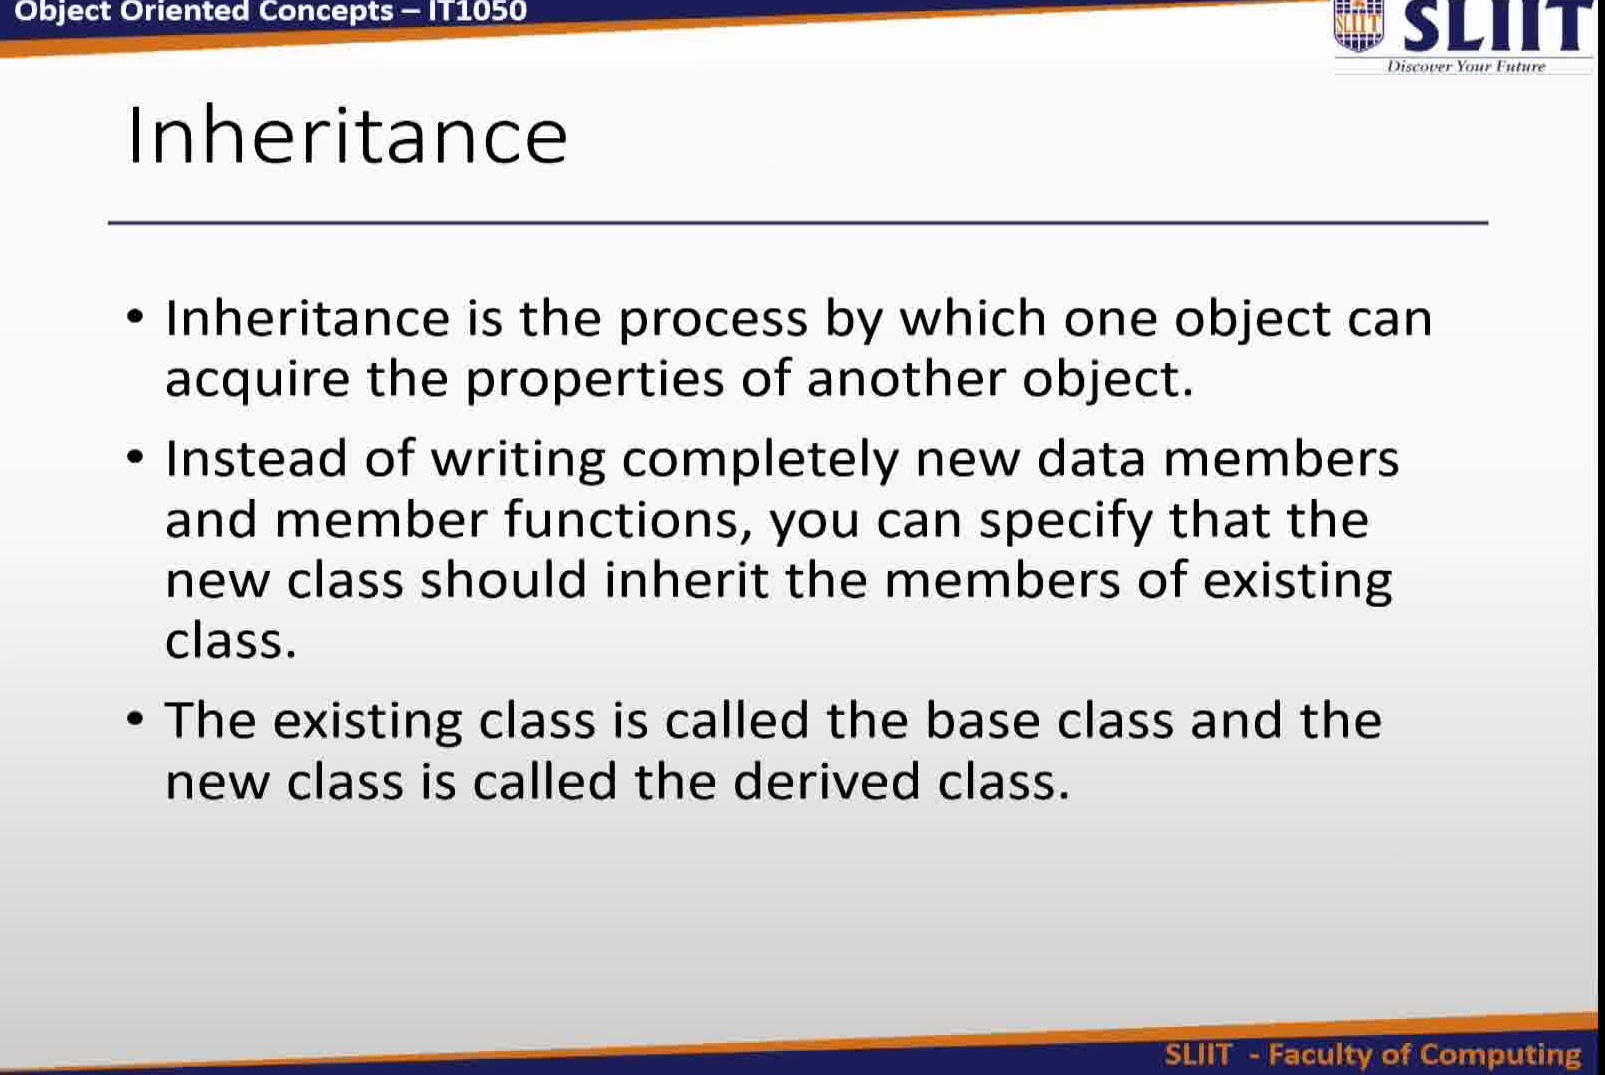 Object Oriented Concepts – IT1050
SLIIT
SLIIT
Discover Your Future
Inheritance
• Inheritance is the process by which one object can
acquire the properties of another object.
• Instead of writing completely new data members
and member functions, you can specify that the
new class should inherit the members of existing
class.
• The existing class is called the base class and the
new class is called the derived class.
SLIIT - Faculty of Computing